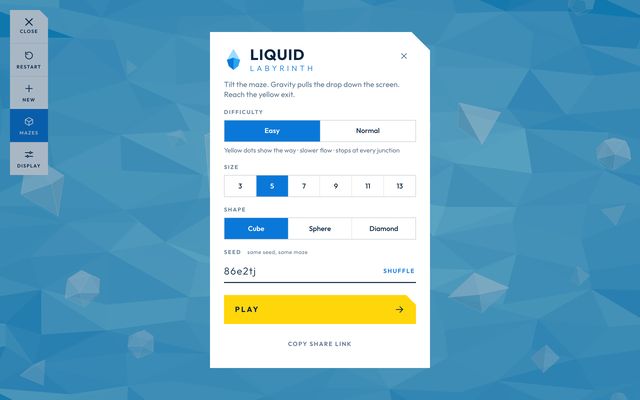 CLOSE
RESTART
NEW
MAZES
DISPLAY
LIQUID
LABYRINTH
Tilt the maze. Gravity pulls the drop down the screen.
Reach the yellow exit.
DIFFICULTY
Easy Normal
Yellow dots show the way · slower flow · stops at every junction
SIZE
3 5 7 9 11 13
SHAPE
Cube Sphere Diamond
SEED same seed, same maze
86e2tj SHUFFLE
PLAY
COPY SHARE LINK